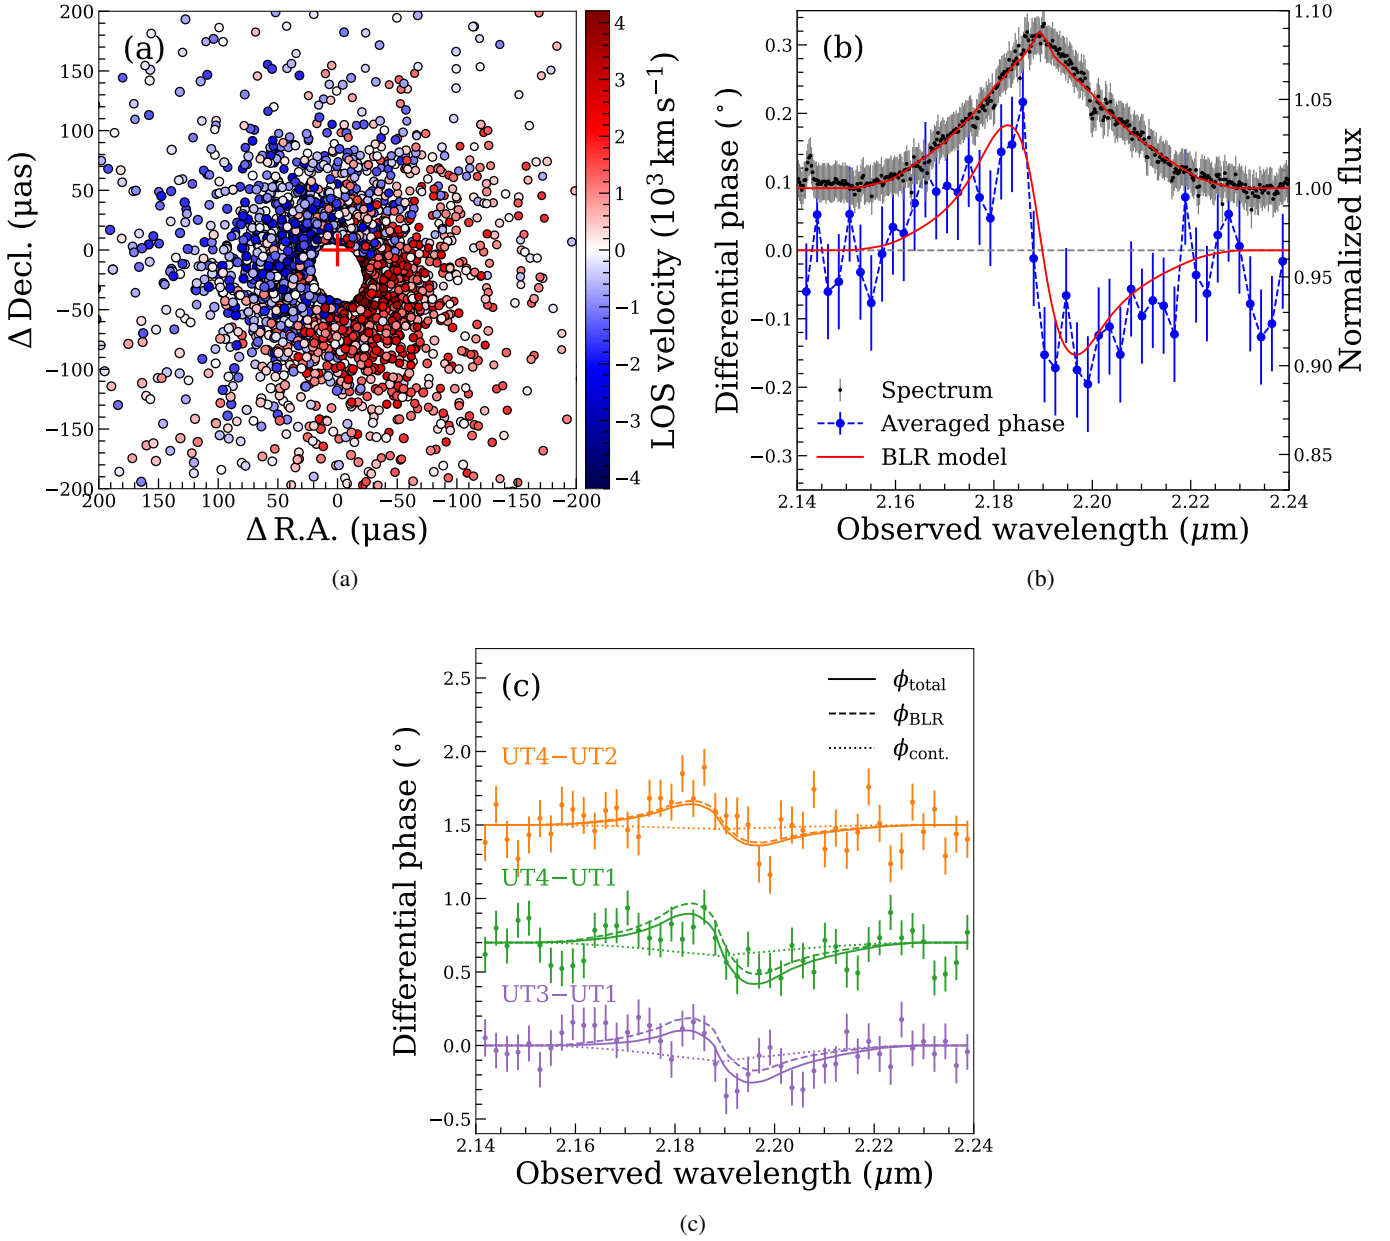 (a)
200
150
100
50
0
−50
−100
−150
−200
200 150 100 50 0 −50 −100 −150 −200
Δ Decl. (μas)
Δ R.A. (μas)
4
3
2
1
0
−1
−2
−3
−4
LOS velocity (10³ km s⁻¹)
(a)
(b)
0.3
0.2
0.1
0.0
−0.1
−0.2
−0.3
Differential phase (°)
1.10
1.05
1.00
0.95
0.90
0.85
Normalized flux
Spectrum
Averaged phase
BLR model
2.14 2.16 2.18 2.20 2.22 2.24
Observed wavelength (μm)
(b)
(c)
ϕtotal
ϕBLR
ϕcont.
UT4−UT2
UT4−UT1
UT3−UT1
2.5
2.0
1.5
1.0
0.5
0.0
−0.5
Differential phase (°)
2.14 2.16 2.18 2.20 2.22 2.24
Observed wavelength (μm)
(c)